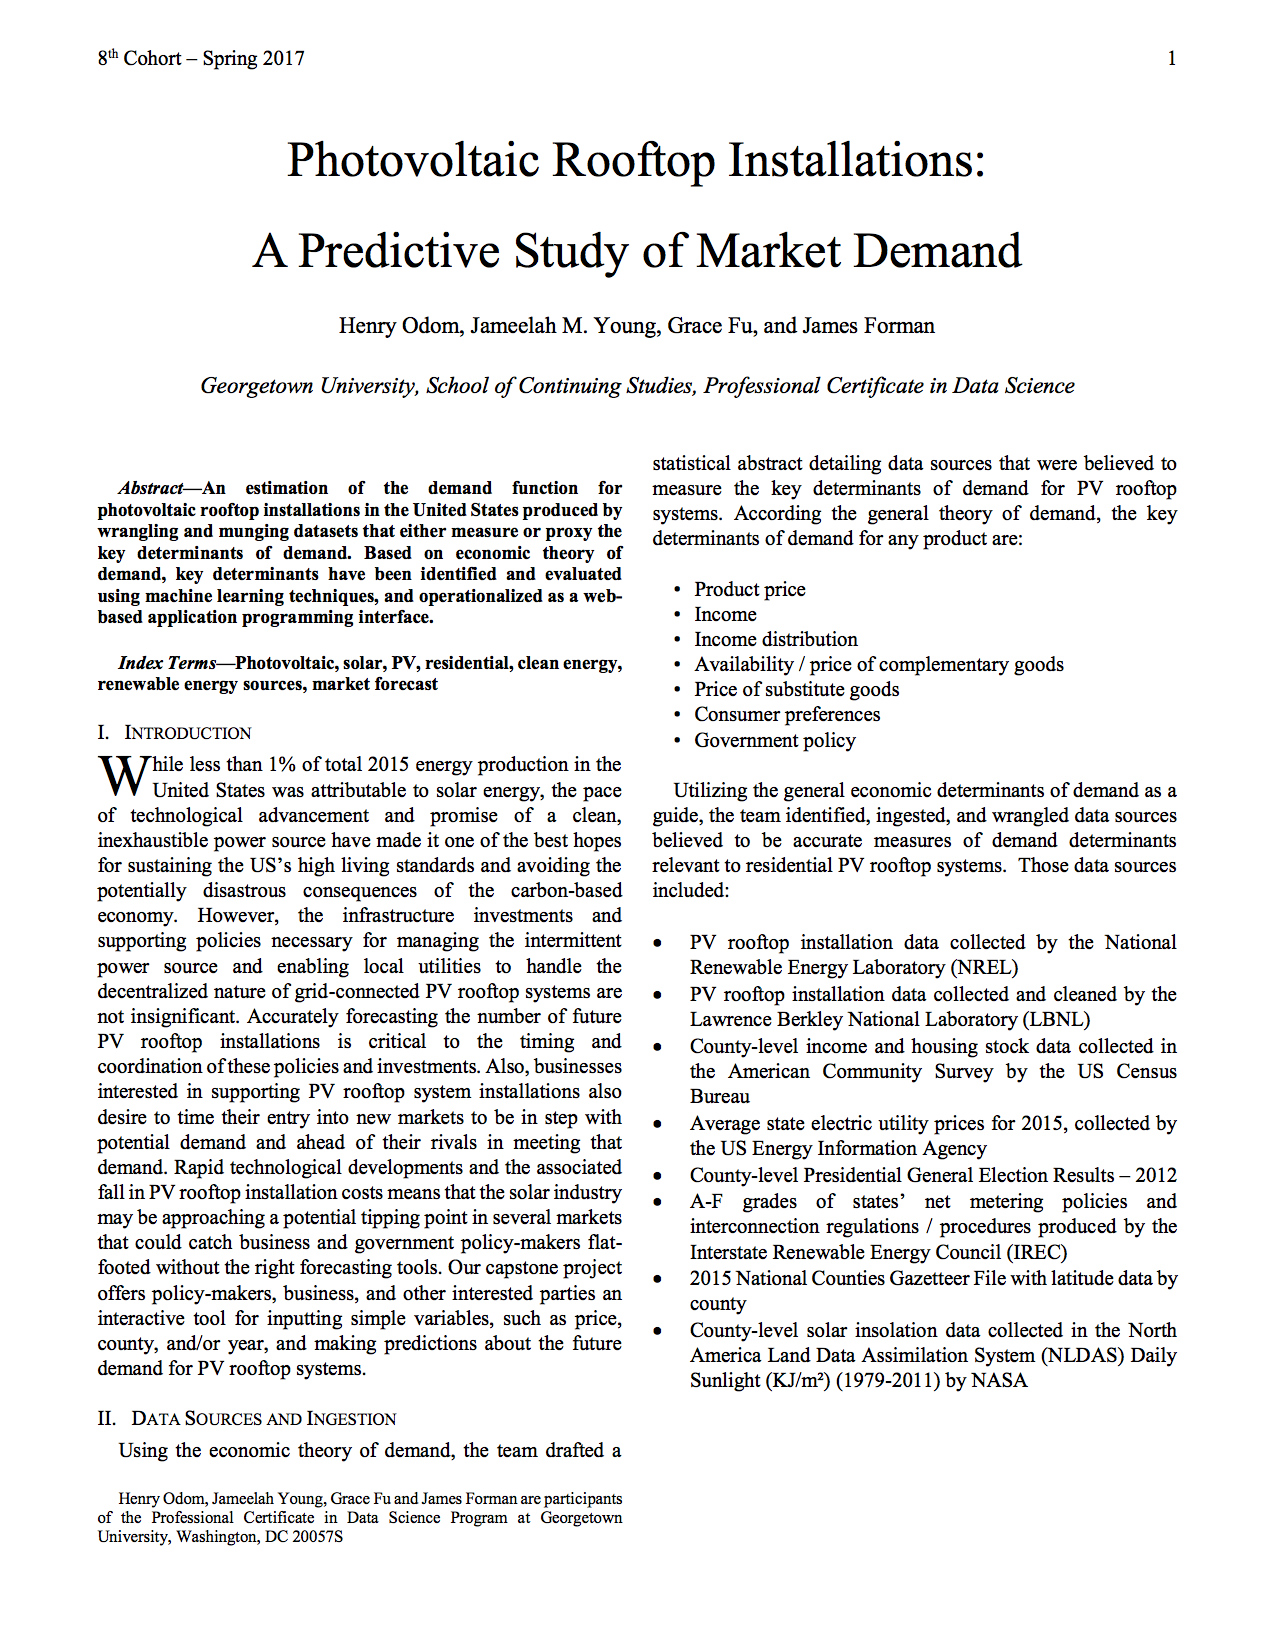 8th Cohort – Spring 2017 1
Photovoltaic Rooftop Installations:
A Predictive Study of Market Demand
Henry Odom, Jameelah M. Young, Grace Fu, and James Forman
Georgetown University, School of Continuing Studies, Professional Certificate in Data Science
Abstract—An estimation of the demand function for
photovoltaic rooftop installations in the United States produced by
wrangling and munging datasets that either measure or proxy the
key determinants of demand. Based on economic theory of
demand, key determinants have been identified and evaluated
using machine learning techniques, and operationalized as a web-
based application programming interface.
Index Terms—Photovoltaic, solar, PV, residential, clean energy,
renewable energy sources, market forecast
I. INTRODUCTION
While less than 1% of total 2015 energy production in the
United States was attributable to solar energy, the pace
of technological advancement and promise of a clean,
inexhaustible power source have made it one of the best hopes
for sustaining the US’s high living standards and avoiding the
potentially disastrous consequences of the carbon-based
economy. However, the infrastructure investments and
supporting policies necessary for managing the intermittent
power source and enabling local utilities to handle the
decentralized nature of grid-connected PV rooftop systems are
not insignificant. Accurately forecasting the number of future
PV rooftop installations is critical to the timing and
coordination of these policies and investments. Also, businesses
interested in supporting PV rooftop system installations also
desire to time their entry into new markets to be in step with
potential demand and ahead of their rivals in meeting that
demand. Rapid technological developments and the associated
fall in PV rooftop installation costs means that the solar industry
may be approaching a potential tipping point in several markets
that could catch business and government policy-makers flat-
footed without the right forecasting tools. Our capstone project
offers policy-makers, business, and other interested parties an
interactive tool for inputting simple variables, such as price,
county, and/or year, and making predictions about the future
demand for PV rooftop systems.
II. DATA SOURCES AND INGESTION
Using the economic theory of demand, the team drafted a
Henry Odom, Jameelah Young, Grace Fu and James Forman are participants
of the Professional Certificate in Data Science Program at Georgetown
University, Washington, DC 20057S
statistical abstract detailing data sources that were believed to
measure the key determinants of demand for PV rooftop
systems. According the general theory of demand, the key
determinants of demand for any product are:
• Product price
• Income
• Income distribution
• Availability / price of complementary goods
• Price of substitute goods
• Consumer preferences
• Government policy
Utilizing the general economic determinants of demand as a
guide, the team identified, ingested, and wrangled data sources
believed to be accurate measures of demand determinants
relevant to residential PV rooftop systems. Those data sources
included:
• PV rooftop installation data collected by the National
Renewable Energy Laboratory (NREL)
• PV rooftop installation data collected and cleaned by the
Lawrence Berkley National Laboratory (LBNL)
• County-level income and housing stock data collected in
the American Community Survey by the US Census
Bureau
• Average state electric utility prices for 2015, collected by
the US Energy Information Agency
• County-level Presidential General Election Results – 2012
• A-F grades of states’ net metering policies and
interconnection regulations / procedures produced by the
Interstate Renewable Energy Council (IREC)
• 2015 National Counties Gazetteer File with latitude data by
county
• County-level solar insolation data collected in the North
America Land Data Assimilation System (NLDAS) Daily
Sunlight (KJ/m²) (1979-2011) by NASA